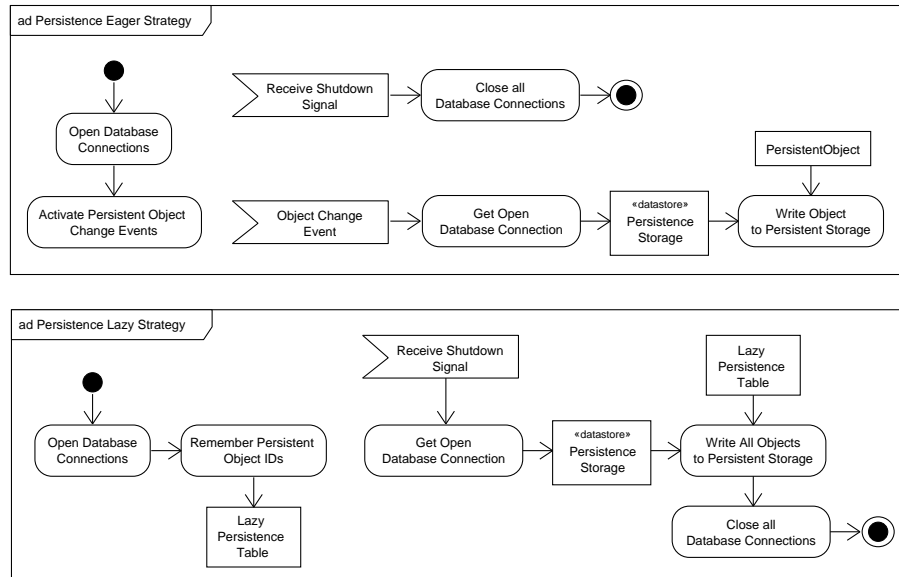 ad Persistence Eager Strategy
Receive Shutdown
Signal
Close all
Database Connections
Open Database
Connections
PersistentObject
Activate Persistent Object
Change Events
Object Change
Event
Get Open
Database Connection
«datastore»
Persistence
Storage
Write Object
to Persistent Storage
ad Persistence Lazy Strategy
Receive Shutdown
Signal
Lazy
Persistence
Table
Open Database
Connections
Remember Persistent
Object IDs
Get Open
Database Connection
«datastore»
Persistence
Storage
Write All Objects
to Persistent Storage
Lazy
Persistence
Table
Close all
Database Connections